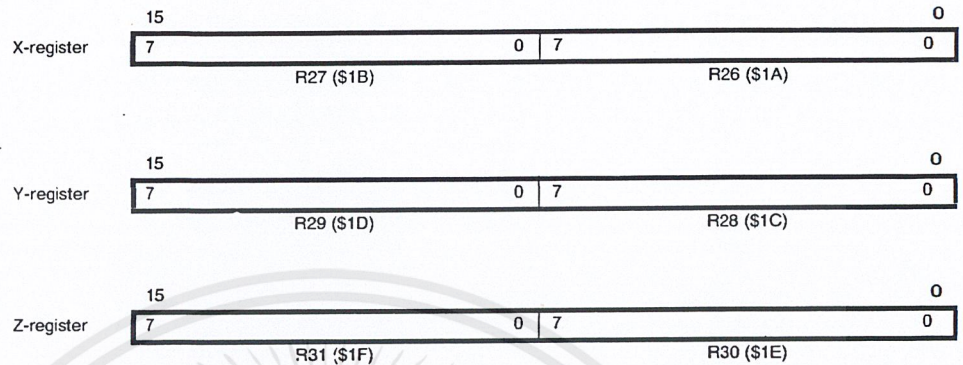 15 0
X-register 7 0 7 0
R27 ($1B) R26 ($1A)
15 0
Y-register 7 0 7 0
R29 ($1D) R28 ($1C)
15 0
Z-register 7 0 7 0
R31 ($1F) R30 ($1E)